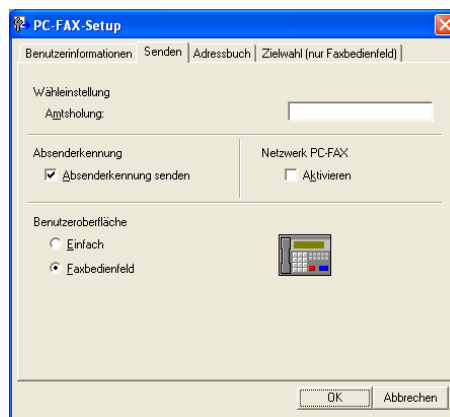 PC-FAX-Setup
Benutzerinformationen Senden Adressbuch Zielwahl (nur Faxbedienfeld)
Wähleinstellung
Amtsholung:
Absenderkennung
Absenderkennung senden
Netzwerk PC-FAX
Aktivieren
Benutzeroberfläche
Einfach
Faxbedienfeld
OK Abbrechen